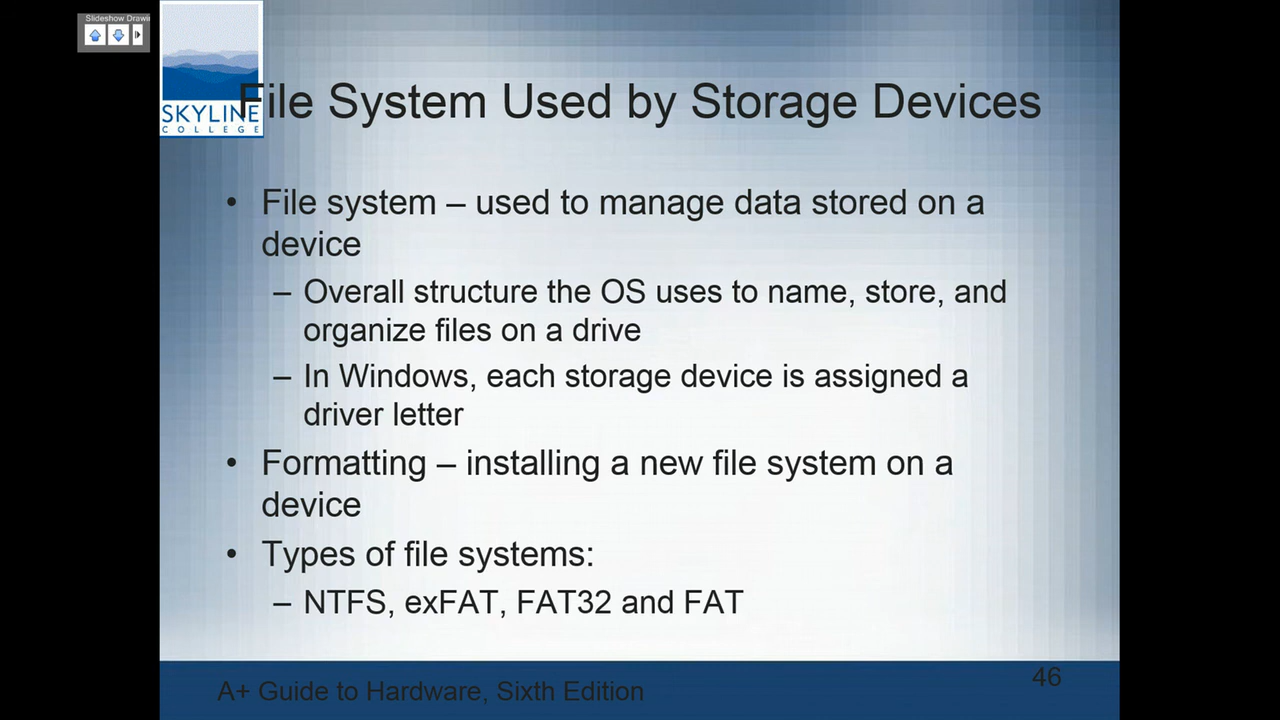 Slideshow Drawi
SKYLINE
COLLEGE
File System Used by Storage Devices
• File system – used to manage data stored on a
device
– Overall structure the OS uses to name, store, and
organize files on a drive
– In Windows, each storage device is assigned a
driver letter
• Formatting – installing a new file system on a
device
• Types of file systems:
– NTFS, exFAT, FAT32 and FAT
A+ Guide to Hardware, Sixth Edition
46